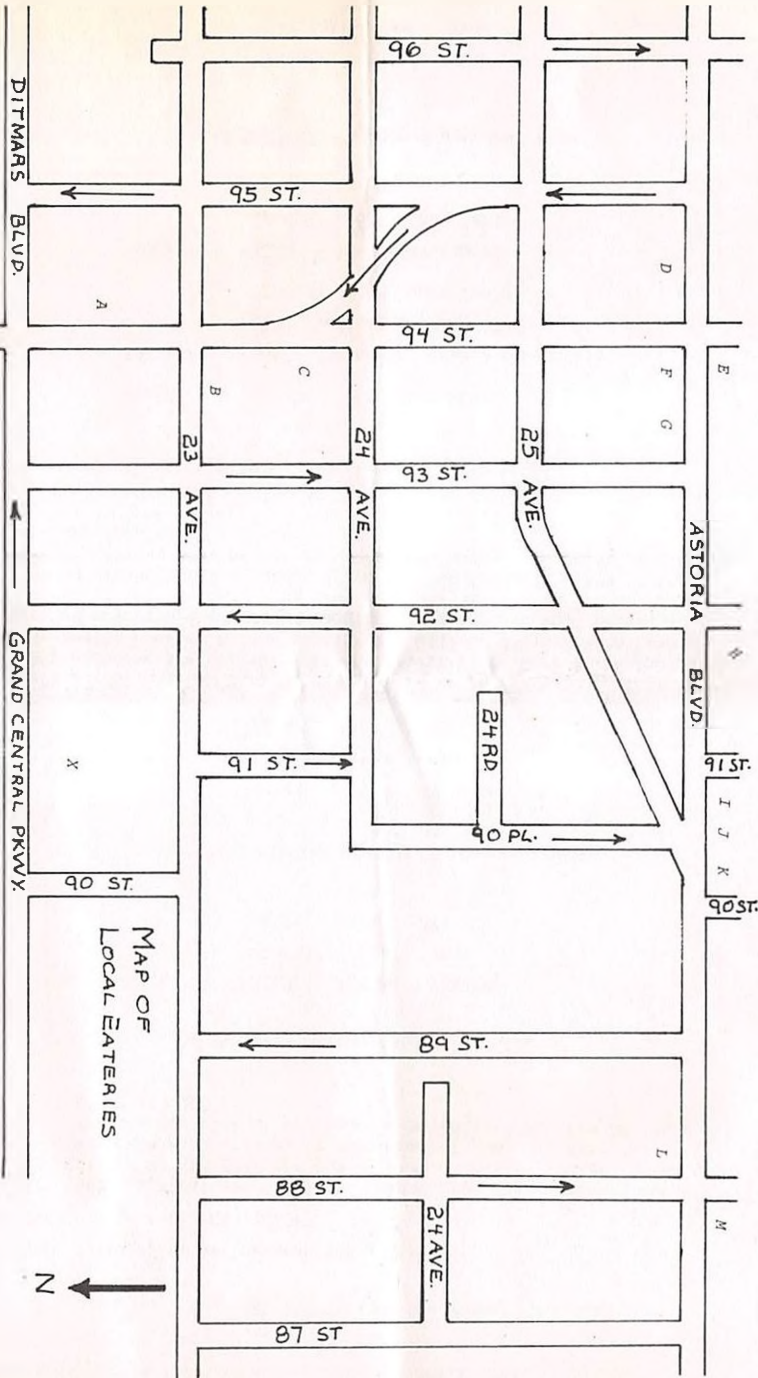 96 ST.
95 ST.
DITMARS BLVD.
D
A
94 ST.
E
F
G
C
B
23 AVE.
24 AVE.
25 AVE.
93 ST.
ASTORIA BLVD.
92 ST.
GRAND CENTRAL PKWY.
X
91 ST.
24 RD
91 ST.
90 PL.
I
J
K
90 ST.
90 ST.
MAP OF
LOCAL EATERIES
89 ST.
L
88 ST.
M
24 AVE.
N
87 ST